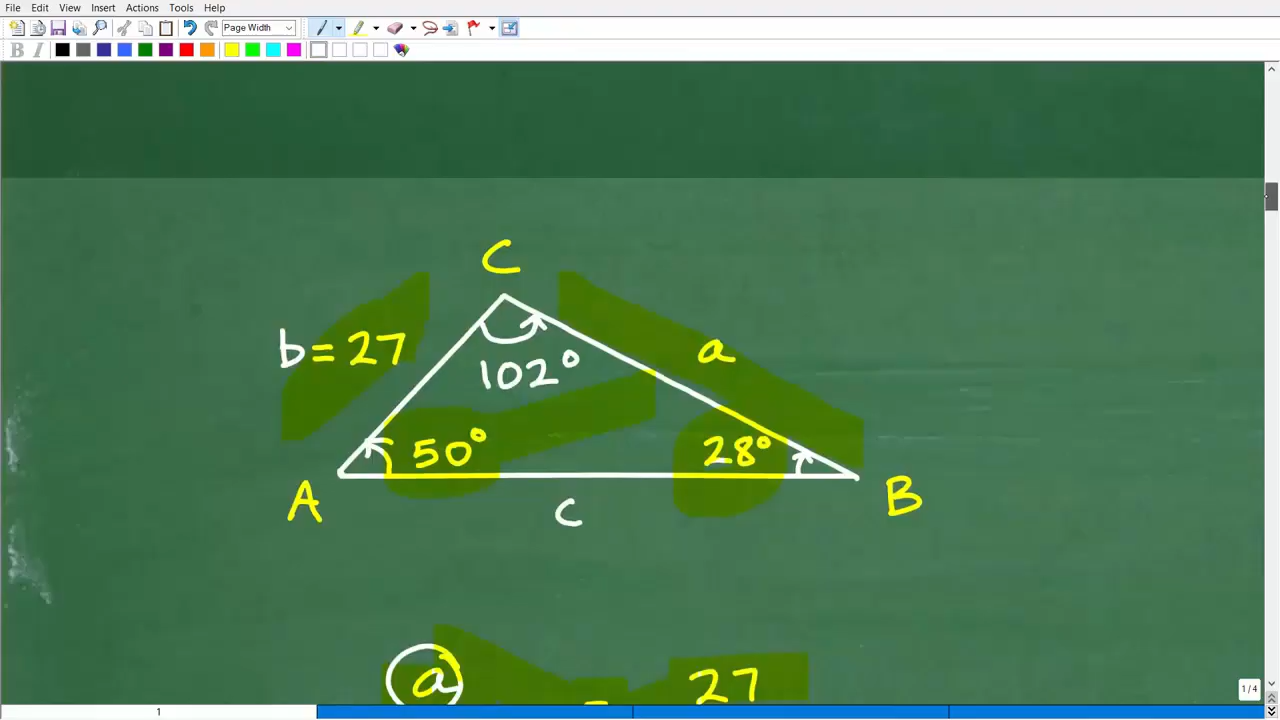 File Edit View Insert Actions Tools Help
Page Width
B I
C
b = 27
a
102°
50°
28°
A
B
c
a
= 27
1/4
1